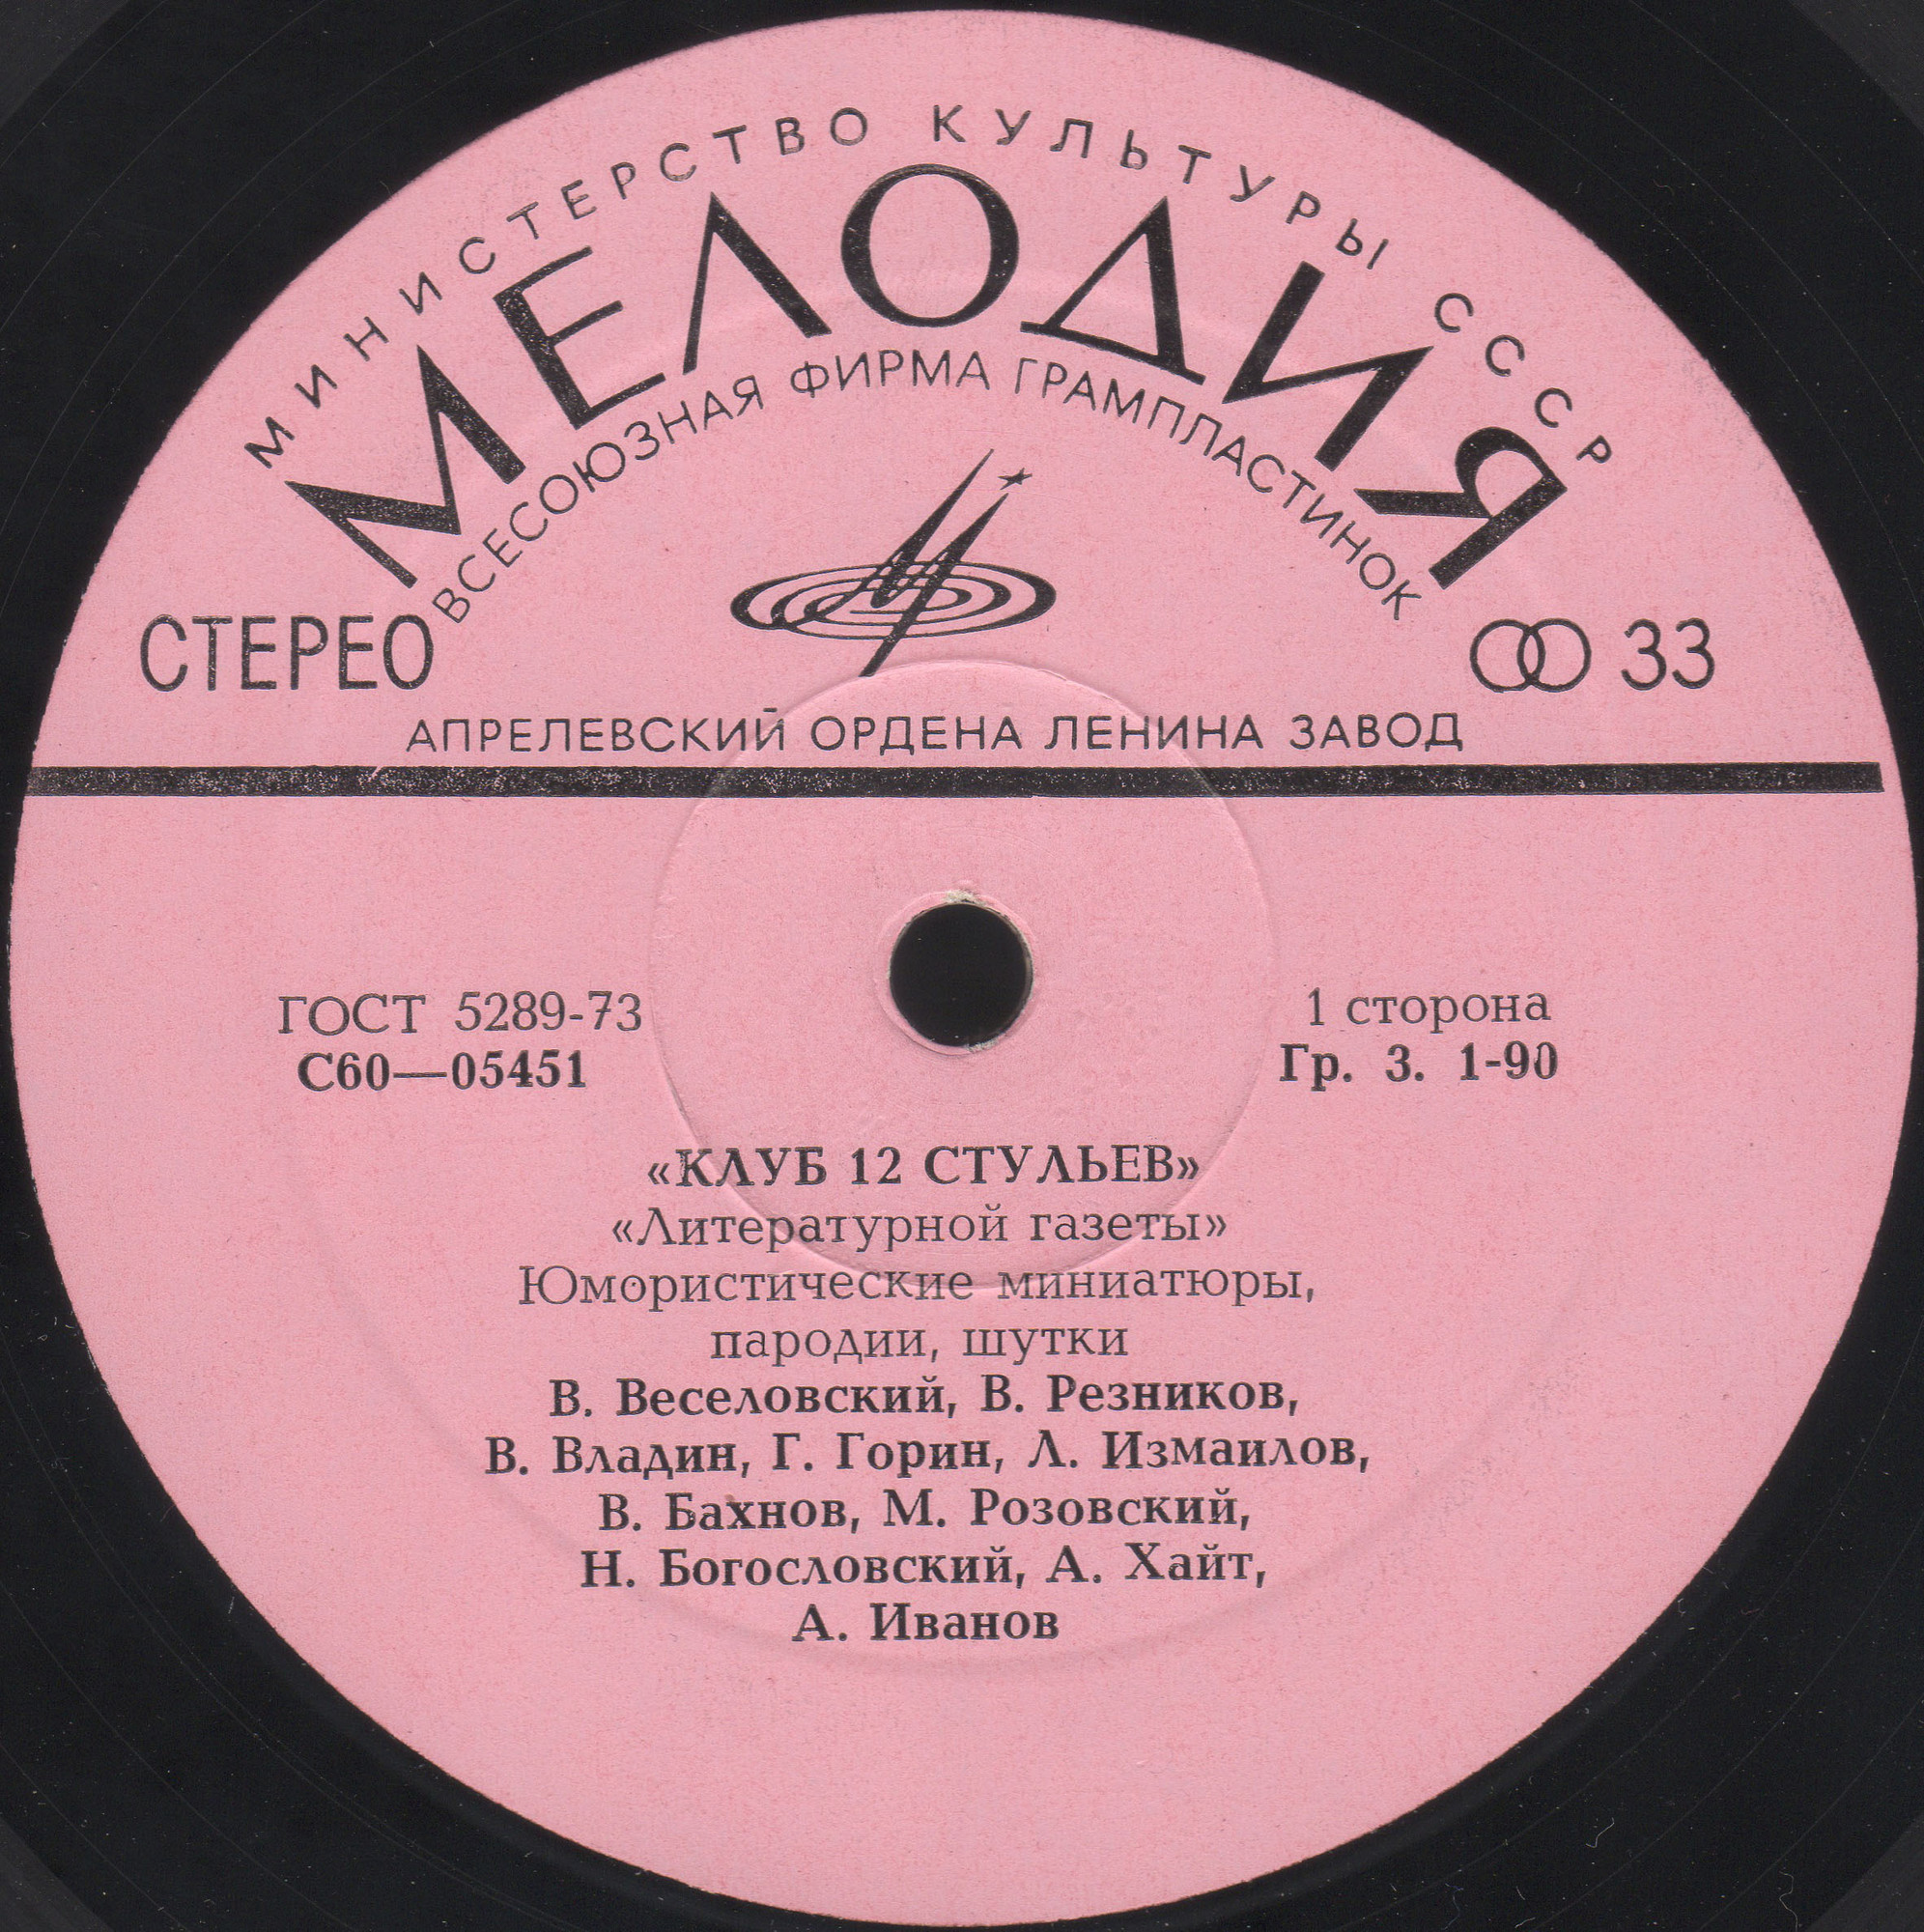 МИНИСТЕРСТВО КУЛЬТУРЫ СССР
МЕЛОДИЯ
ВСЕСОЮЗНАЯ ФИРМА ГРАМПЛАСТИНОК
СТЕРЕО
33
АПРЕЛЕВСКИЙ ОРДЕНА ЛЕНИНА ЗАВОД
ГОСТ 5289-73
1 сторона
С60—05451
Гр. 3. 1-90
«КЛУБ 12 СТУЛЬЕВ»
«Литературной газеты»
Юмористические миниатюры,
пародии, шутки
В. Веселовский, В. Резников,
В. Владин, Г. Горин, Л. Измаилов,
В. Бахнов, М. Розовский,
Н. Богословский, А. Хайт,
А. Иванов